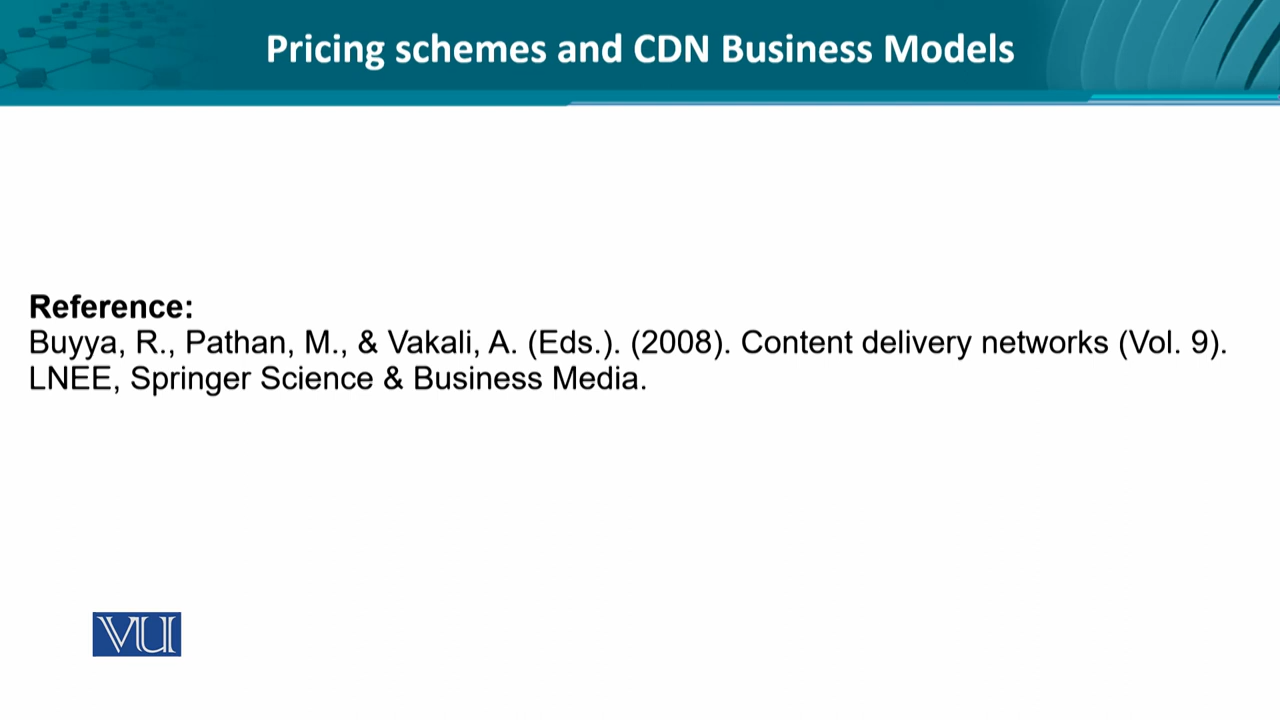 Pricing schemes and CDN Business Models
Reference:
Buyya, R., Pathan, M., & Vakali, A. (Eds.). (2008). Content delivery networks (Vol. 9).
LNEE, Springer Science & Business Media.
VU